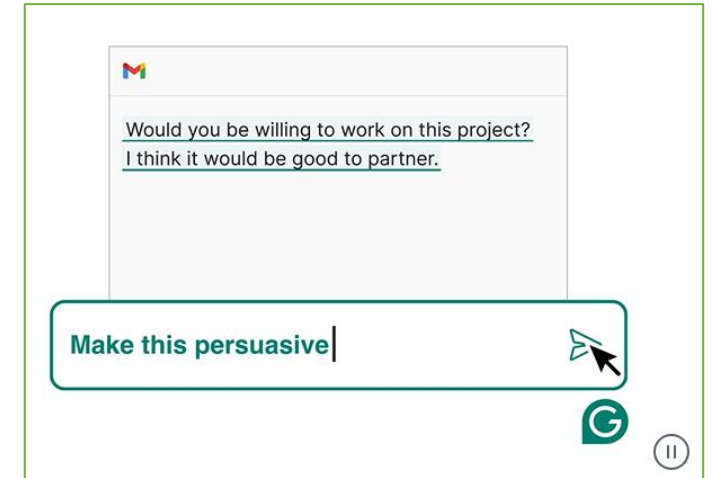 Would you be willing to work on this project?
I think it would be good to partner.
Make this persuasive